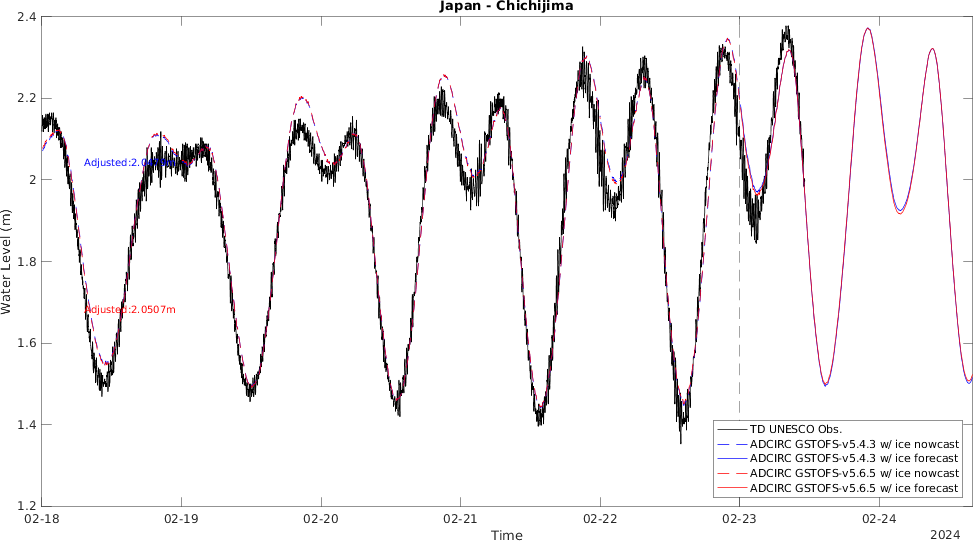 Japan - Chichijima
Water Level (m)
2.4
2.2
2
1.8
1.6
1.4
1.2
Adjusted:2.0
Adjusted:2.0507m
TD UNESCO Obs.
ADCIRC GSTOFS-v5.4.3 w/ ice nowcast
ADCIRC GSTOFS-v5.4.3 w/ ice forecast
ADCIRC GSTOFS-v5.6.5 w/ ice nowcast
ADCIRC GSTOFS-v5.6.5 w/ ice forecast
02-18 02-19 02-20 02-21 02-22 02-23 02-24
Time
2024